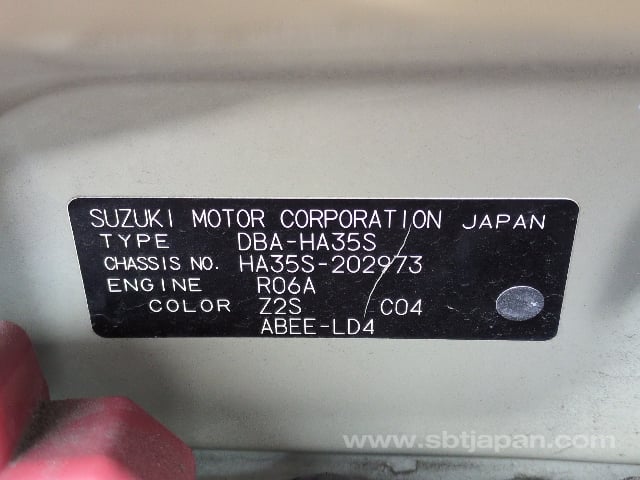 SUZUKI MOTOR CORPORATION JAPAN
TYPE DBA-HA35S
CHASSIS NO. HA35S-202973
ENGINE R06A
COLOR Z2S C04
ABEE-LD4
www.sbtjapan.com